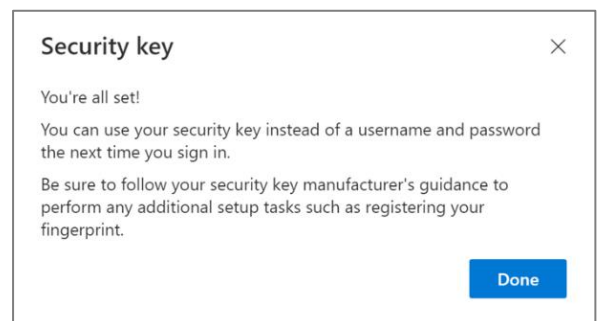 Security key
You're all set!
You can use your security key instead of a username and password
the next time you sign in.
Be sure to follow your security key manufacturer's guidance to
perform any additional setup tasks such as registering your
fingerprint.
Done